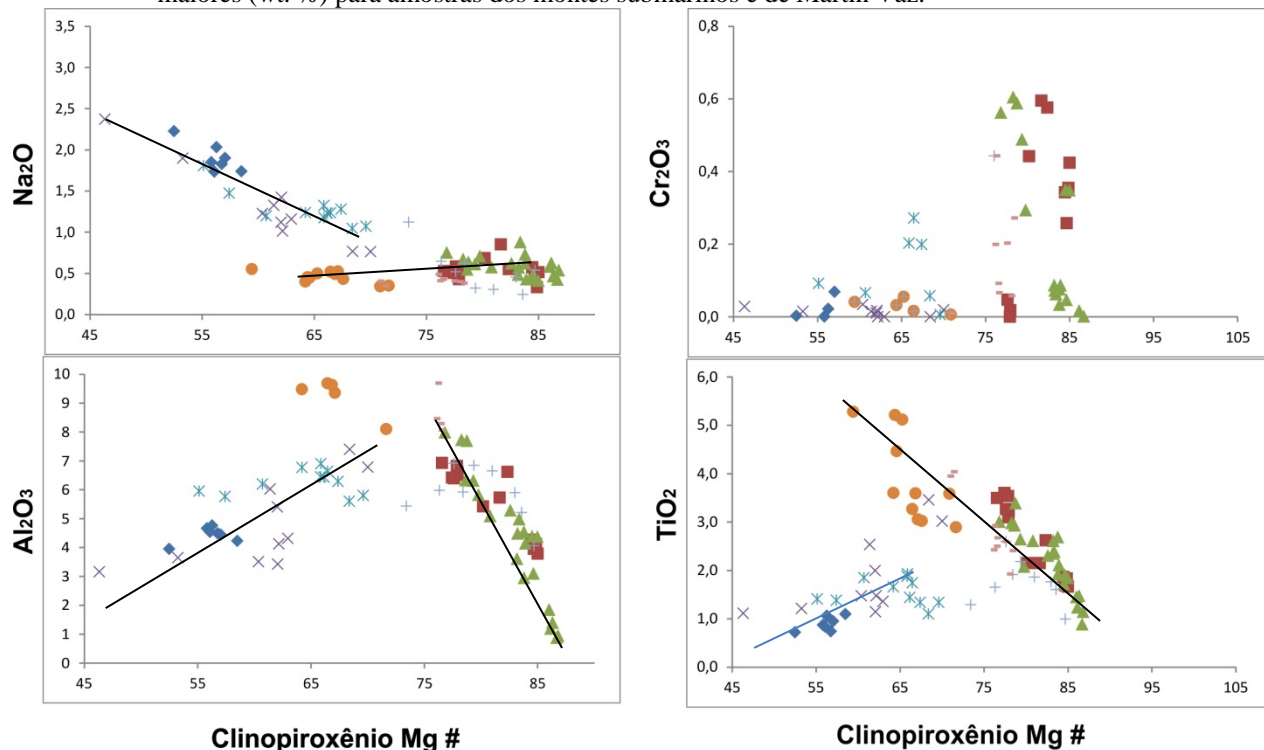 maiores (wt. %) para amostras dos montes submarinos e de Martin Vaz.
Na2O
3,5
3,0
2,5
2,0
1,5
1,0
0,5
0,0
45 55 65 75 85
Cr2O3
0,8
0,6
0,4
0,2
0,0
45 55 65 75 85 95 105
Al2O3
10
9
8
7
6
5
4
3
2
1
0
45 55 65 75 85
Clinopiroxênio Mg #
TiO2
6,0
5,0
4,0
3,0
2,0
1,0
0,0
45 55 65 75 85 95 105
Clinopiroxênio Mg #